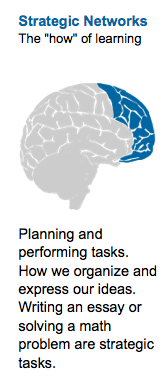 Strategic Networks
The "how" of learning
Planning and
performing tasks.
How we organize and
express our ideas.
Writing an essay or
solving a math
problem are strategic
tasks.